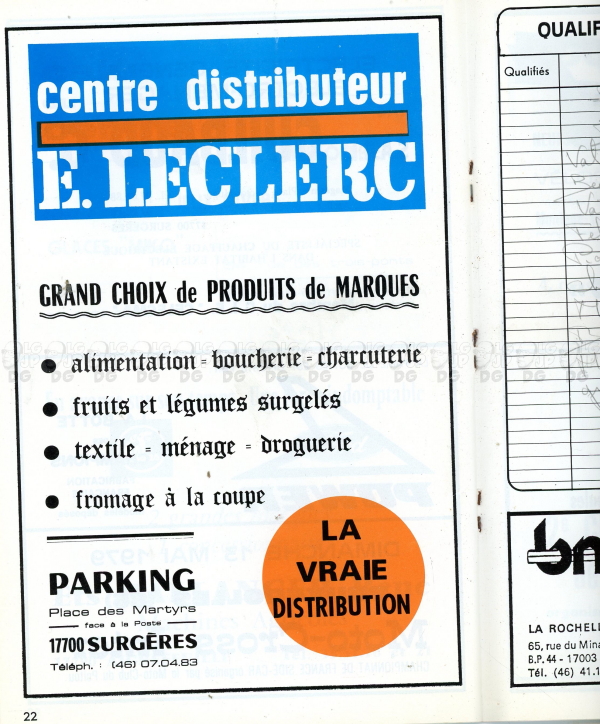 centre distributeur
E. LECLERC
GRAND CHOIX de PRODUITS de MARQUES
● alimentation - boucherie - charcuterie
● fruits et légumes surgelés
● textile - ménage - droguerie
● fromage à la coupe
PARKING
Place des Martyrs
face à la Poste
17700 SURGÈRES
Téléph. : (46) 07.04.83
LA
VRAIE
DISTRIBUTION
22
QUALIF
Qualifiés
LA ROCHELL
65, rue du Mina
B.P. 44 - 17003
Tél. (46) 41.1